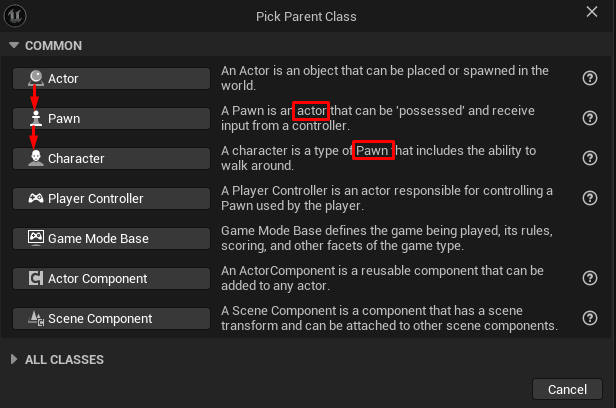 Pick Parent Class
COMMON
Actor
An Actor is an object that can be placed or spawned in the
world.
Pawn
A Pawn is an actor that can be 'possessed' and receive
input from a controller.
Character
A character is a type of Pawn that includes the ability to
walk around.
Player Controller
A Player Controller is an actor responsible for controlling a
Pawn used by the player.
Game Mode Base
Game Mode Base defines the game being played, its rules,
scoring, and other facets of the game type.
Actor Component
An ActorComponent is a reusable component that can be
added to any actor.
Scene Component
A Scene Component is a component that has a scene
transform and can be attached to other scene components.
ALL CLASSES
Cancel